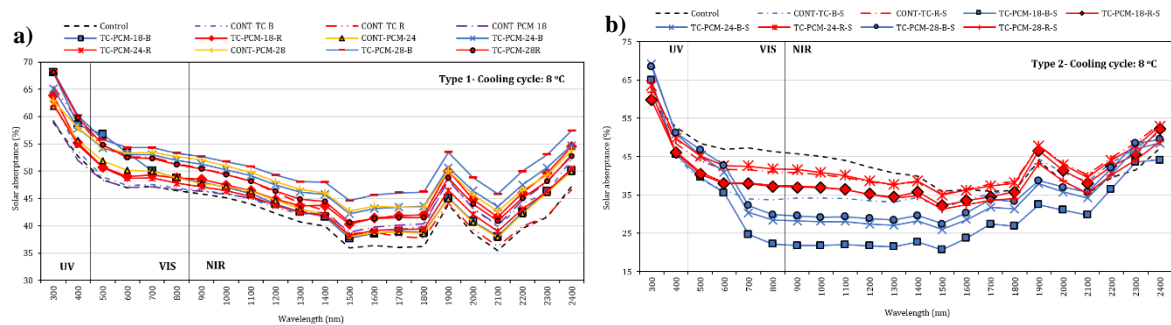 a)
Control
CONT-TC-B
CONT-TC-R
CONT-PCM-18
TC-PCM-18-B
TC-PCM-18-R
CONT-PCM-24
TC-PCM-24-B
TC-PCM-24-R
CONT-PCM-28
TC-PCM-28-B
TC-PCM-28R
UV
VIS
NIR
Type 1- Cooling cycle: 8 ºC
Solar absorptance (%)
70
65
60
55
50
45
40
35
30
300 400 500 600 700 800 900 1000 1100 1200 1300 1400 1500 1600 1700 1800 1900 2000 2100 2200 2300 2400
Wavelength (nm)
b)
Control
CONT-TC-B-S
CONT-TC-R-S
TC-PCM-18-B-S
TC-PCM-18-R-S
TC-PCM-24-B-S
TC-PCM-24-R-S
TC-PCM-28-B-S
TC-PCM-28-R-S
UV
VIS
NIR
Type 2- Cooling cycle: 8 ºC
Solar absorptance (%)
75
65
55
45
35
25
15
300 400 500 600 700 800 900 1000 1100 1200 1300 1400 1500 1600 1700 1800 1900 2000 2100 2200 2300 2400
Wavelength (nm)